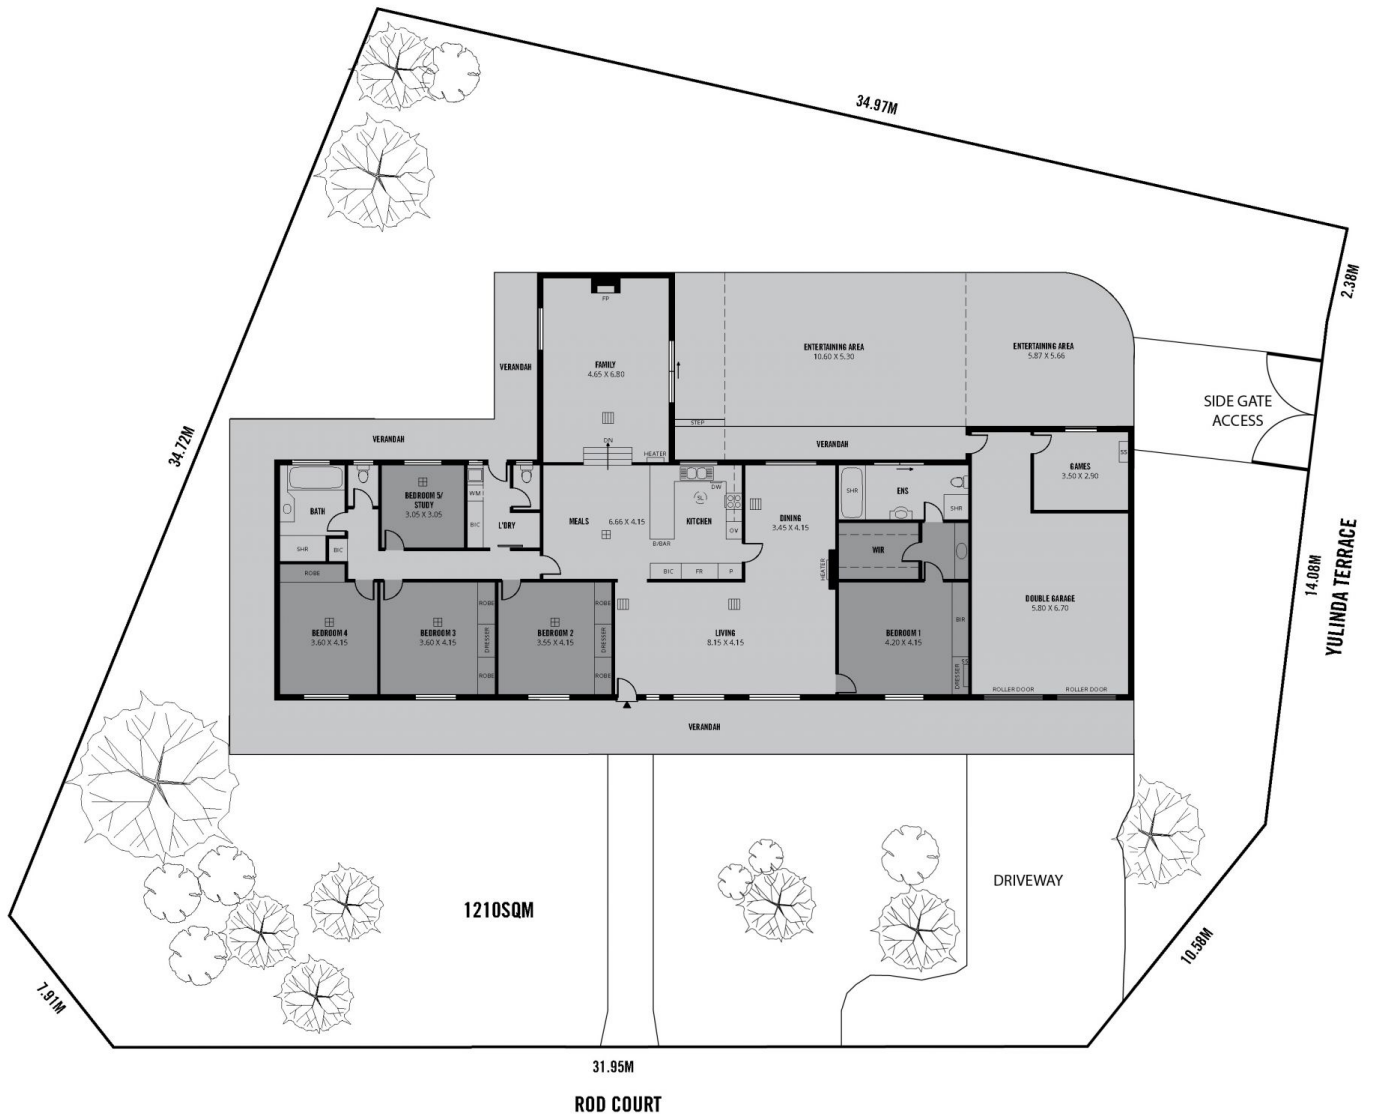 34.97M
2.38M
34.72M
FP
VERANDAH
FAMILY
4.65 X 6.80
ENTERTAINING AREA
10.60 X 5.30
ENTERTAINING AREA
5.87 X 5.66
SIDE GATE
ACCESS
STEP
VERANDAH
DN
HEATER
VERANDAH
BATH
SHR
BIC
BEDROOM 5/
STUDY
3.05 X 3.05
WM
BIC
L'DRY
MEALS
6.66 X 4.15
KITCHEN
SL
DW
OV
B/BAR
BIC
FR
P
DINING
3.45 X 4.15
HEATER
SHR
ENS
SHR
WIR
GAMES
3.50 X 2.90
SS
ROBE
BEDROOM 4
3.60 X 4.15
BEDROOM 3
3.60 X 4.15
ROBE
DRESSER
ROBE
BEDROOM 2
3.55 X 4.15
ROBE
DRESSER
ROBE
LIVING
8.15 X 4.15
BEDROOM 1
4.20 X 4.15
BIR
DRESSER
DOUBLE GARAGE
5.80 X 6.70
ROLLER DOOR
ROLLER DOOR
14.08M
YULINDA TERRACE
VERANDAH
DRIVEWAY
1210SQM
10.58M
7.91M
31.95M
ROD COURT